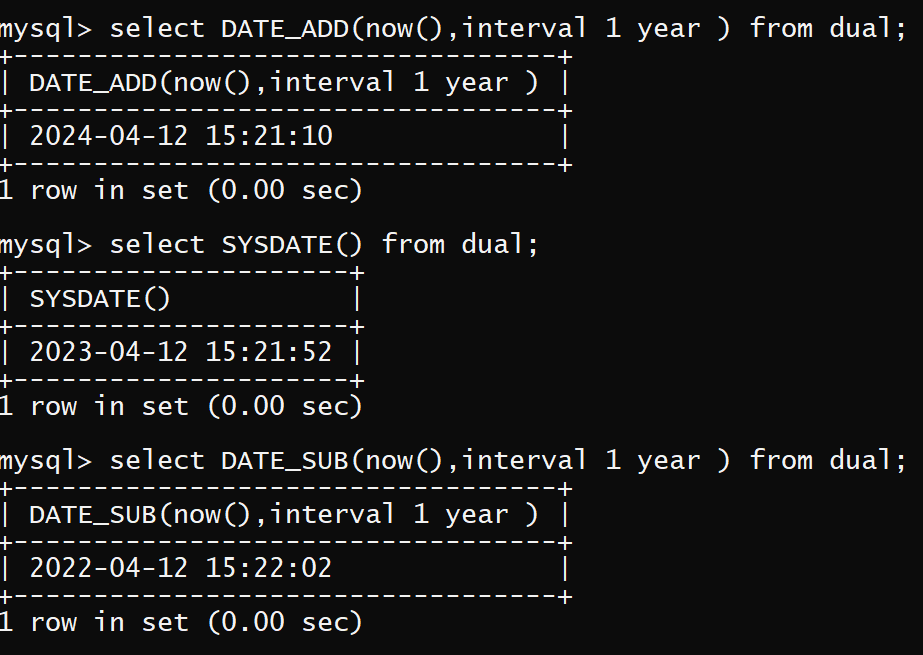 mysql> select DATE_ADD(now(),interval 1 year ) from dual;
+----------------------------------+
| DATE_ADD(now(),interval 1 year ) |
+----------------------------------+
| 2024-04-12 15:21:10              |
+----------------------------------+
1 row in set (0.00 sec)
mysql> select SYSDATE() from dual;
+---------------------+
| SYSDATE()           |
+---------------------+
| 2023-04-12 15:21:52 |
+---------------------+
1 row in set (0.00 sec)
mysql> select DATE_SUB(now(),interval 1 year ) from dual;
+----------------------------------+
| DATE_SUB(now(),interval 1 year ) |
+----------------------------------+
| 2022-04-12 15:22:02              |
+----------------------------------+
1 row in set (0.00 sec)